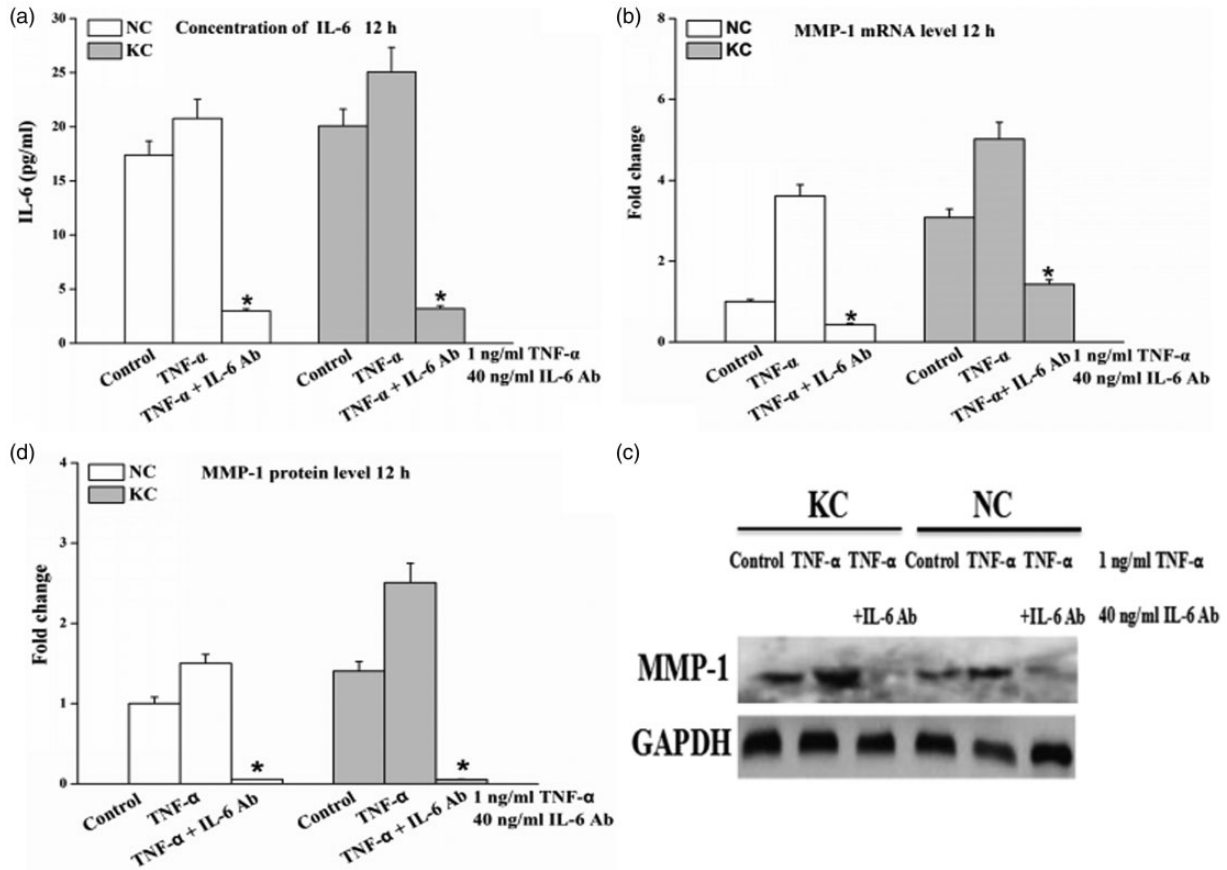 (a)
NC
KC
Concentration of IL-6 12 h
30
25
20
15
10
5
0
IL-6 (pg/ml)
*
*
Control
TNF-α
TNF-α + IL-6 Ab
Control
TNF-α
TNF-α + IL-6 Ab
1 ng/ml TNF-α
40 ng/ml IL-6 Ab
(b)
NC
KC
MMP-1 mRNA level 12 h
8
6
4
2
0
Fold change
*
*
Control
TNF-α
TNF-α + IL-6 Ab
Control
TNF-α
TNF-α+ IL-6 Ab
1 ng/ml TNF-α
40 ng/ml IL-6 Ab
(d)
NC
KC
MMP-1 protein level 12 h
4
3
2
1
0
Fold change
*
*
Control
TNF-α
TNF-α + IL-6 Ab
Control
TNF-α
TNF-α + IL-6 Ab
1 ng/ml TNF-α
40 ng/ml IL-6 Ab
(c)
KC NC
Control TNF-α TNF-α Control TNF-α TNF-α 1 ng/ml TNF-α
+IL-6 Ab +IL-6 Ab 40 ng/ml IL-6 Ab
MMP-1
GAPDH